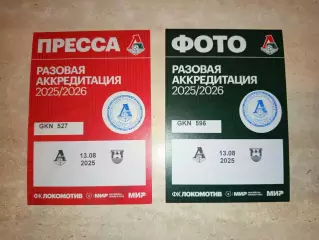 ПРЕССА
РАЗОВАЯ
АККРЕДИТАЦИЯ
2025/2026
GKN 527
13.08
2025
ФК ЛОКОМОТИВ
МИР
ФОТО
РАЗОВАЯ
АККРЕДИТАЦИЯ
2025/2026
GKN 596
13.08
2025
ФК ЛОКОМОТИВ
МИР